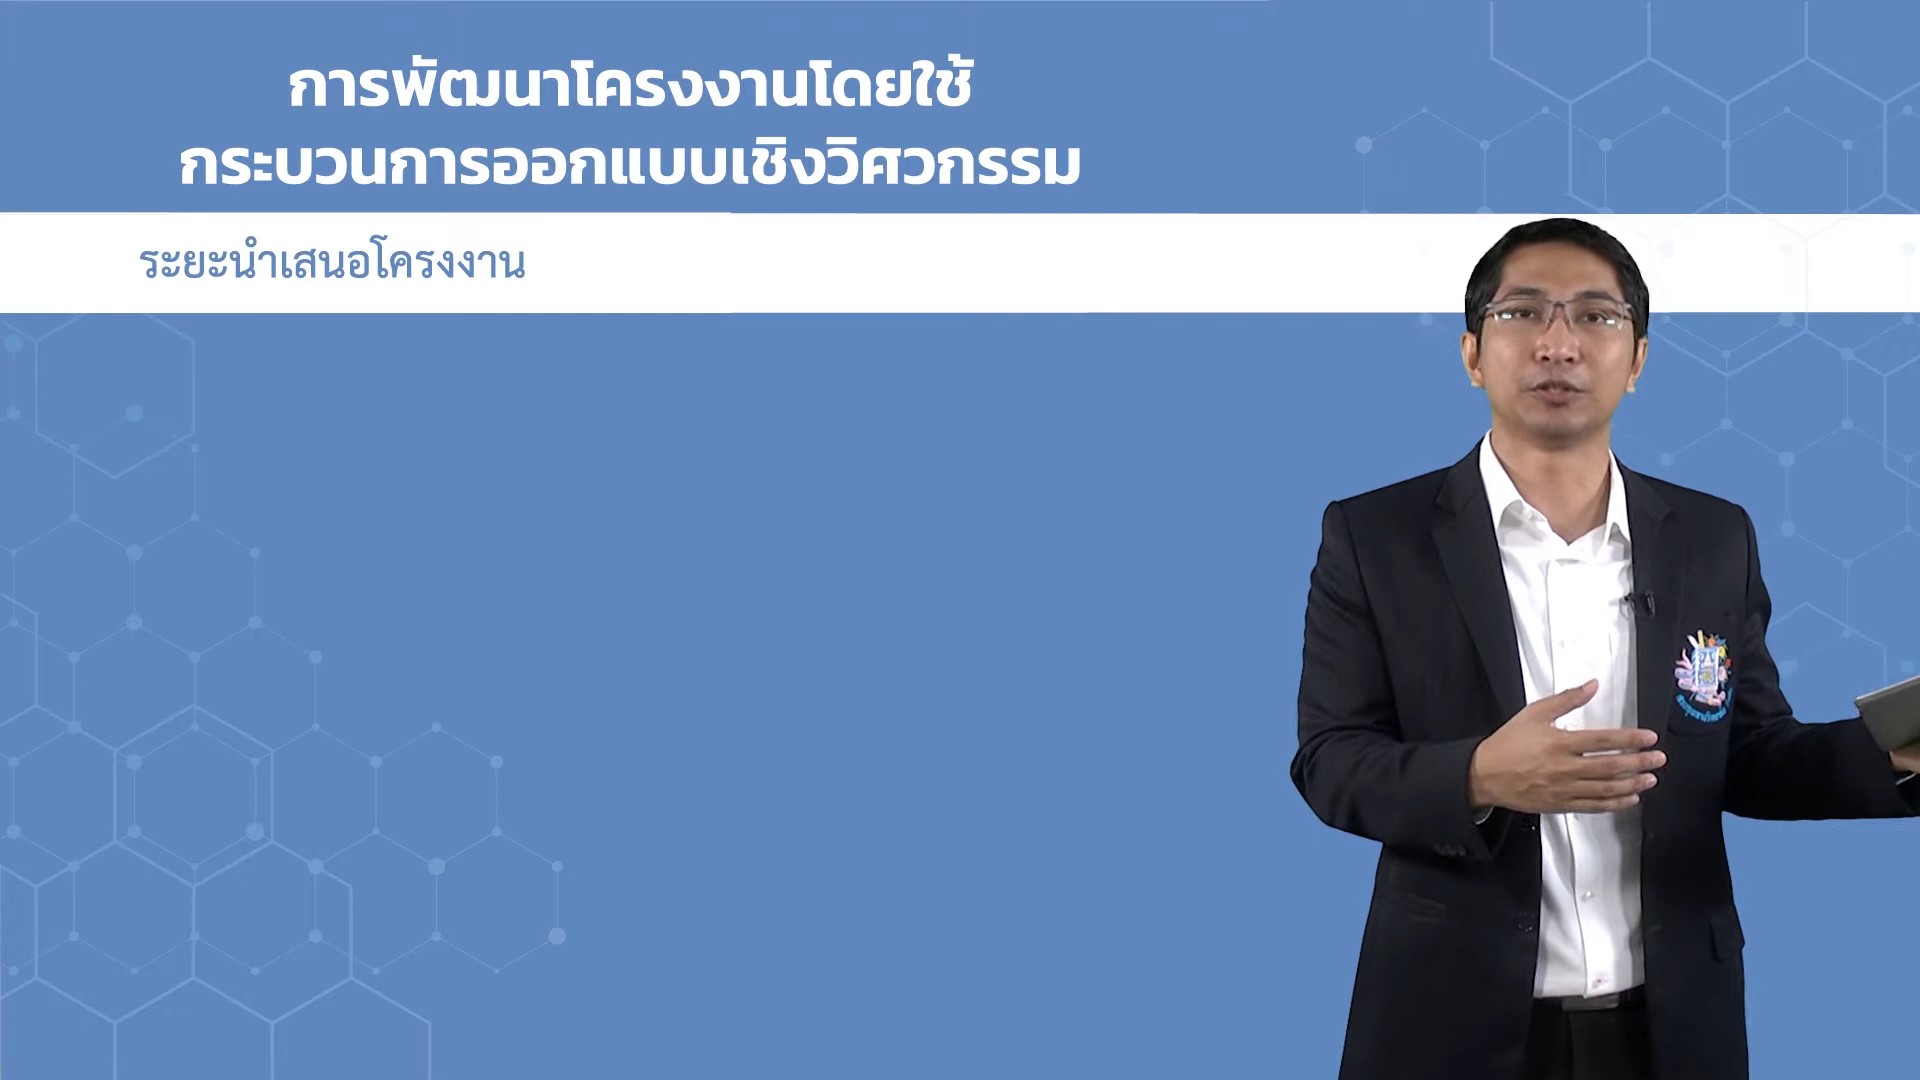 การพัฒนาโครงงานโดยใช้
กระบวนการออกแบบเชิงวิศวกรรม
ระยะนำเสนอโครงงาน